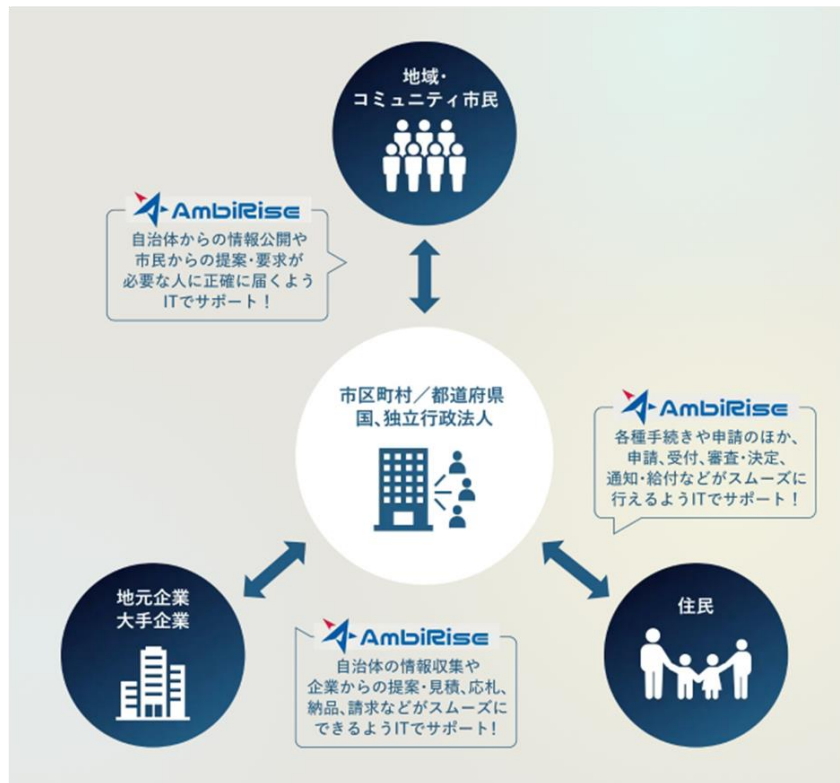 地域・
コミュニティ市民
AmbiRise
自治体からの情報公開や
市民からの提案・要求が
必要な人に正確に届くよう
ITでサポート！
市区町村／都道府県
国、独立行政法人
AmbiRise
各種手続きや申請のほか、
申請、受付、審査・決定、
通知・給付などがスムーズに
行えるようITでサポート！
地元企業
大手企業
AmbiRise
自治体の情報収集や
企業からの提案・見積、応札、
納品、請求などがスムーズに
できるようITでサポート！
住民